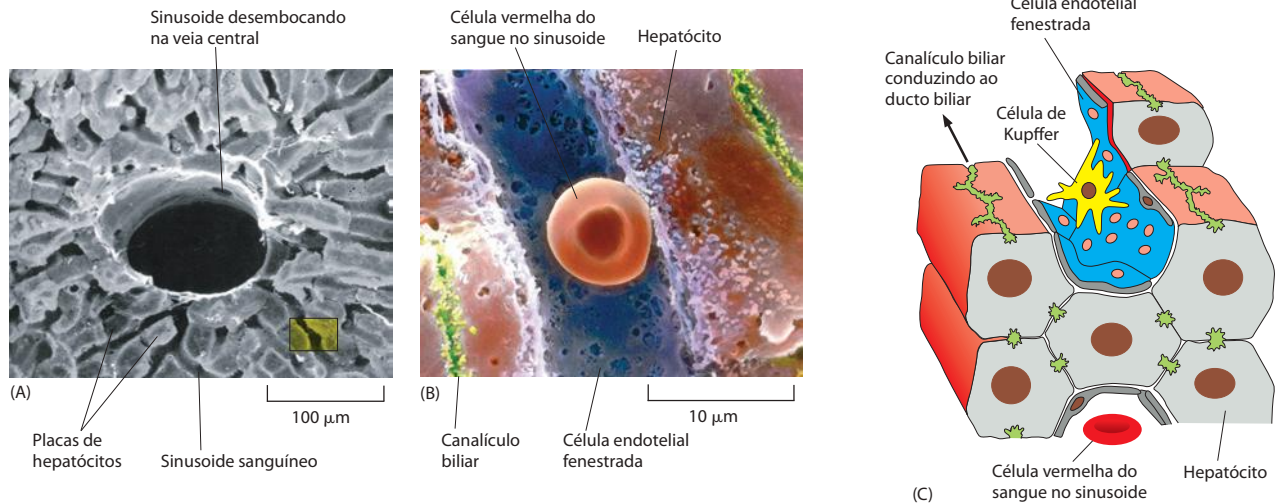 Sinusoide desembocando
na veia central
(A)
100 μm
Placas de
hepatócitos
Sinusoide sanguíneo
Célula vermelha do
sangue no sinusoide
Hepatócito
(B)
10 μm
Canalículo
biliar
Célula endotelial
fenestrada
Célula endotelial
fenestrada
Canalículo biliar
conduzindo ao
ducto biliar
Célula de
Kupffer
Célula vermelha do
sangue no sinusoide
Hepatócito
(C)